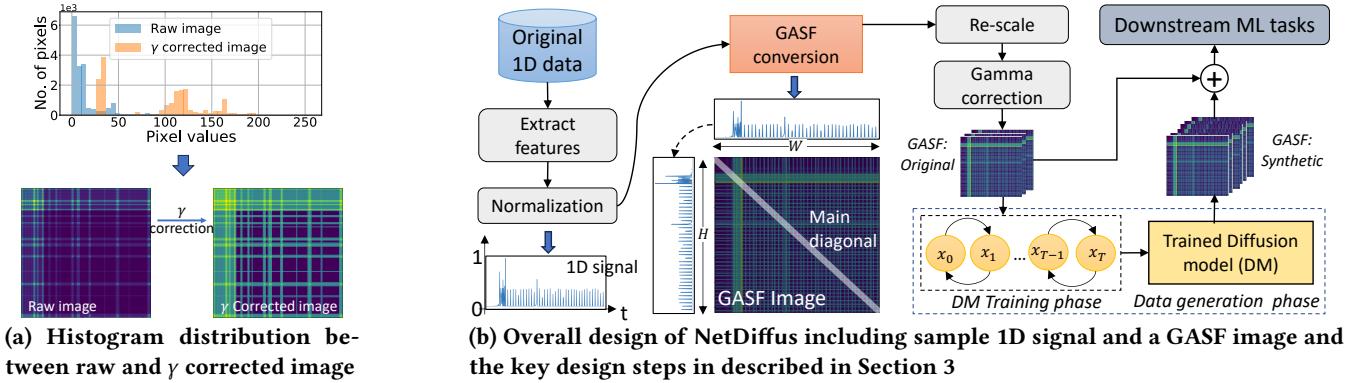 1e3
6
4
2
0
No. of pixels
Raw image
γ corrected image
0 50 100 150 200 250
Pixel values
γ
correction
Raw image
γ Corrected image
(a) Histogram distribution be-
tween raw and γ corrected image
Original
1D data
Extract
features
Normalization
1
0
1D signal
t
GASF
conversion
W
H
Main
diagonal
GASF Image
Re-scale
Gamma
correction
GASF:
Original
Downstream ML tasks
+
GASF:
Synthetic
x0 x1 ... xT−1 xT
DM Training phase
Trained Diffusion
model (DM)
Data generation phase
(b) Overall design of NetDiffus including sample 1D signal and a GASF image and
the key design steps in described in Section 3